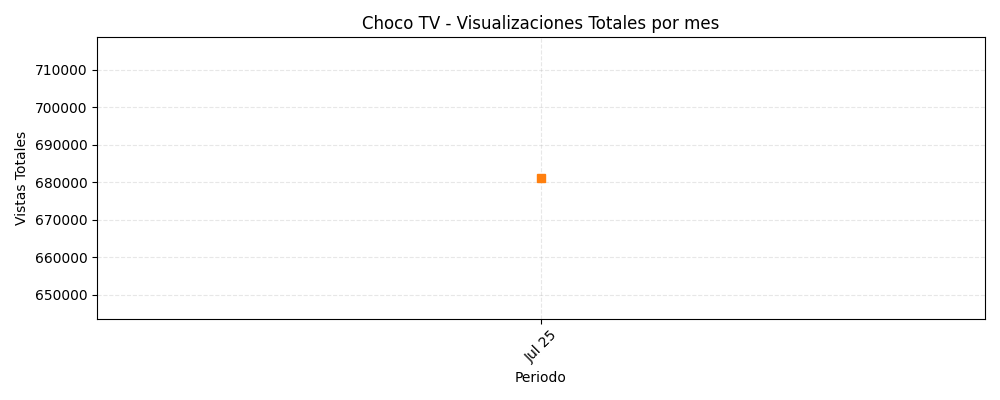 Choco TV - Visualizaciones Totales por mes
Vistas Totales
710000
700000
690000
680000
670000
660000
650000
Jul 25
Periodo